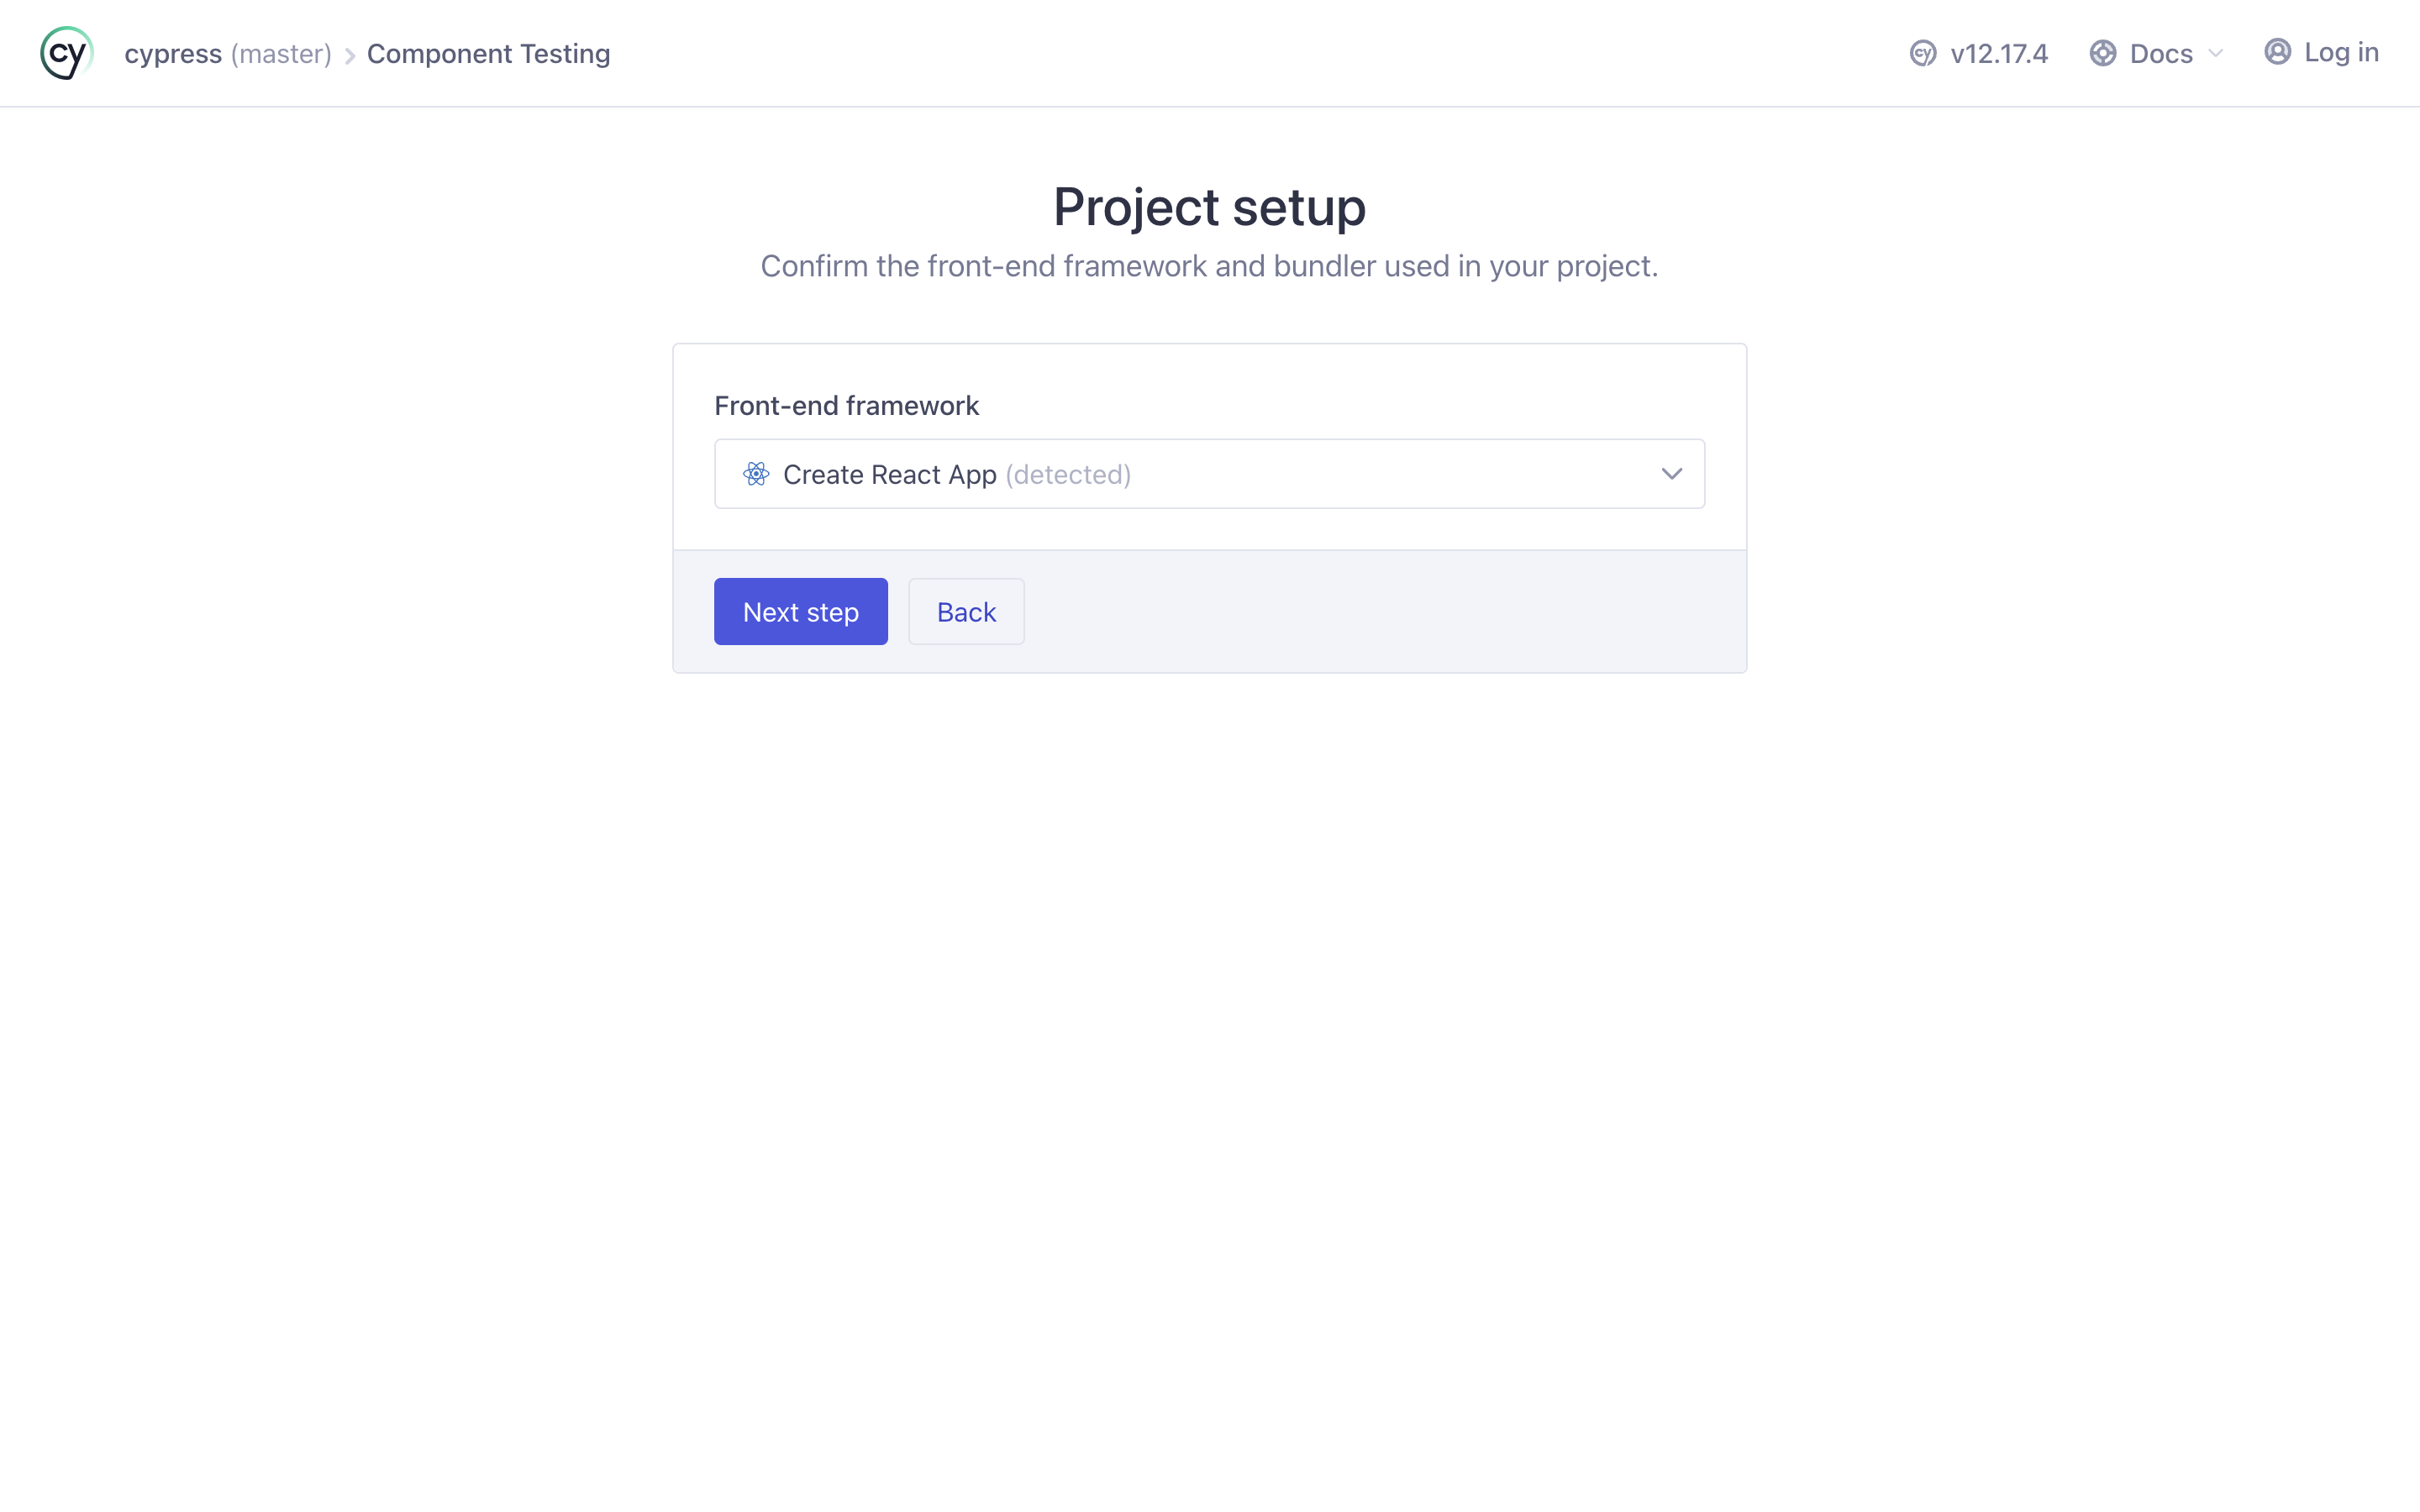 cy cypress (master) > Component Testing
cy v12.17.4 Docs Log in
Project setup
Confirm the front-end framework and bundler used in your project.
Front-end framework
Create React App (detected)
Next step Back